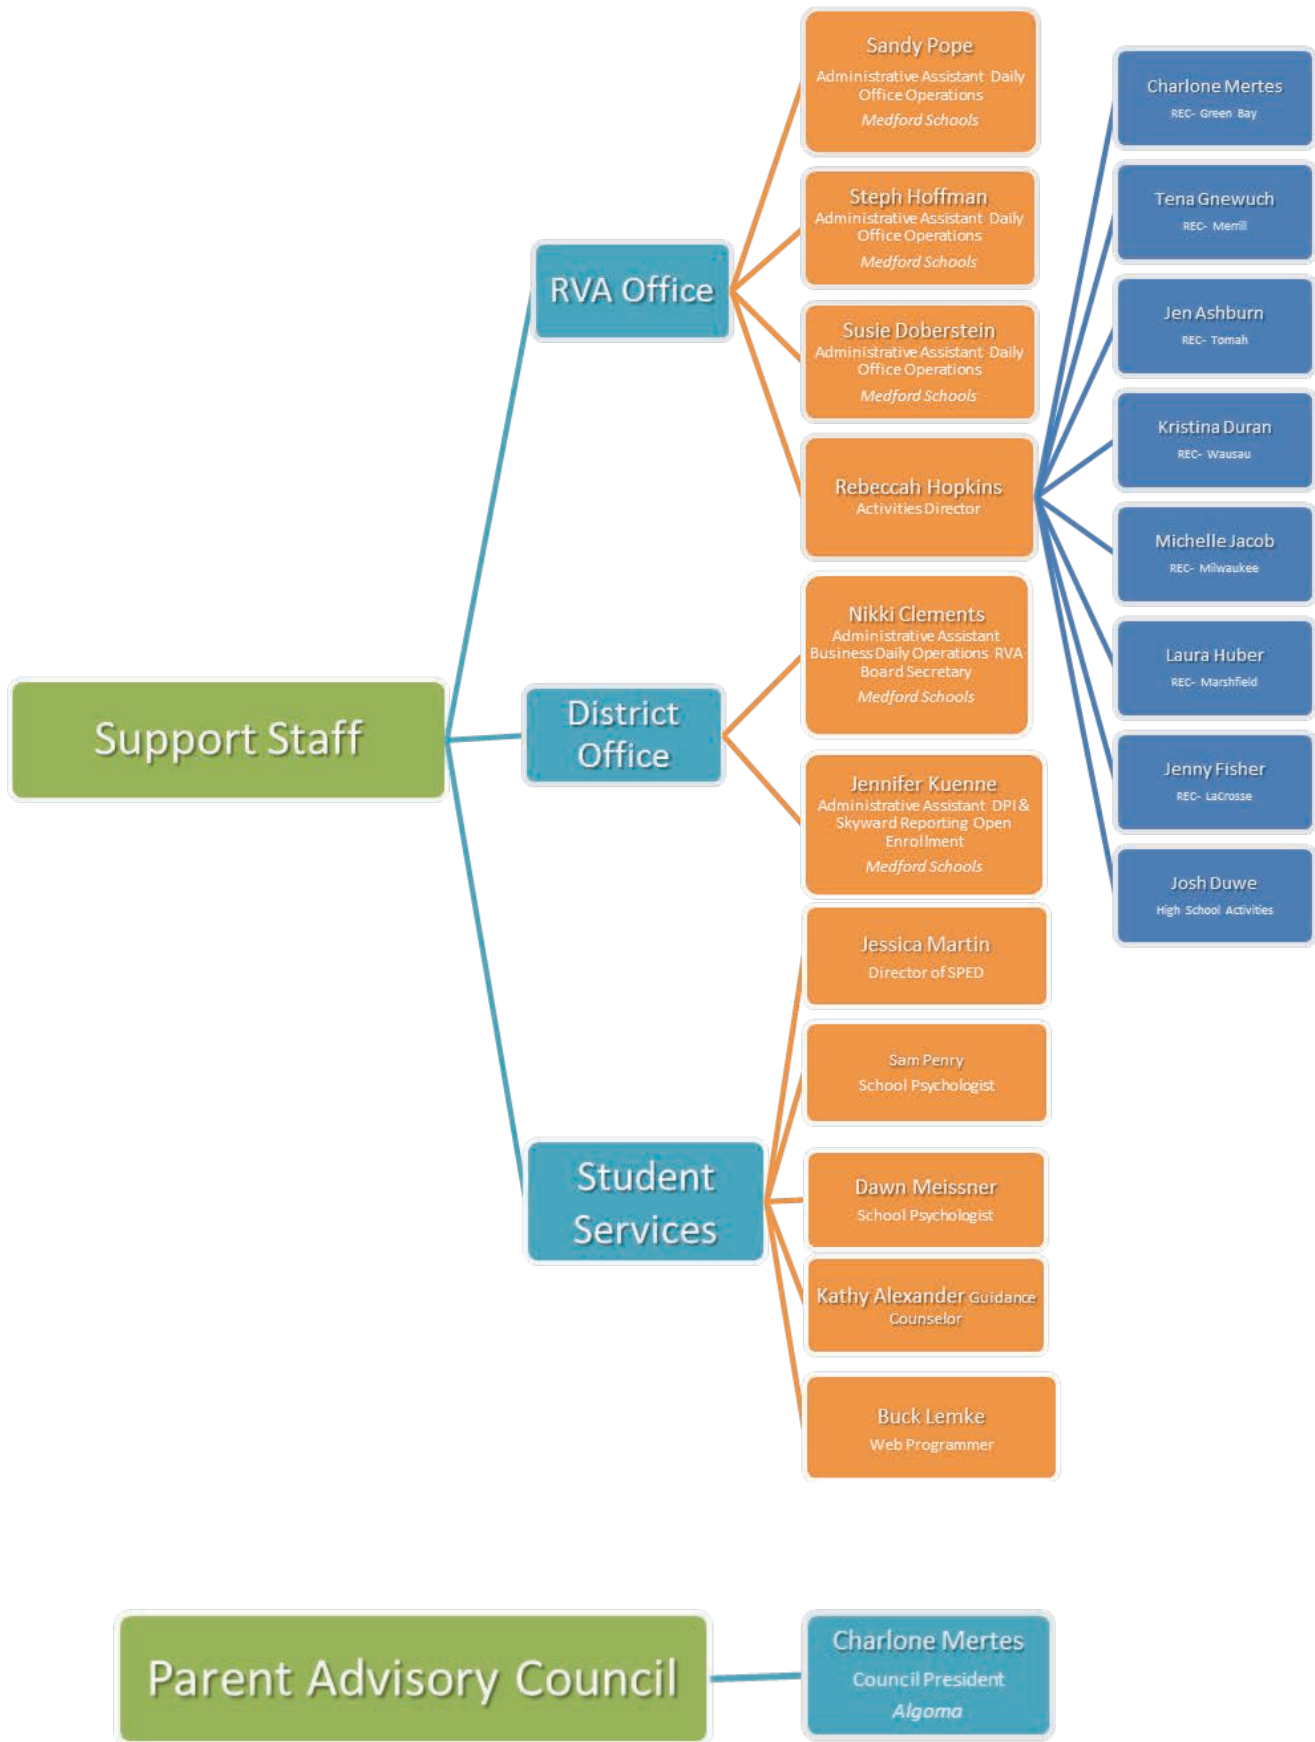 Support Staff
RVA Office
Sandy Pope
Administrative Assistant Daily
Office Operations
Medford Schools
Steph Hoffman
Administrative Assistant Daily
Office Operations
Medford Schools
Susie Doberstein
Administrative Assistant Daily
Office Operations
Medford Schools
Rebeccah Hopkins
Activities Director
Charlone Mertes
REC- Green Bay
Tena Gnewuch
REC- Merrill
Jen Ashburn
REC- Tomah
Kristina Duran
REC- Wausau
Michelle Jacob
REC- Milwaukee
Laura Huber
REC- Marshfield
Jenny Fisher
REC- LaCrosse
Josh Duwe
High School Activities
District
Office
Nikki Clements
Administrative Assistant
Business Daily Operations RVA
Board Secretary
Medford Schools
Jennifer Kuenne
Administrative Assistant DPI &
Skyward Reporting Open
Enrollment
Medford Schools
Student
Services
Jessica Martin
Director of SPED
Sam Penry
School Psychologist
Dawn Meissner
School Psychologist
Kathy Alexander Guidance
Counselor
Buck Lemke
Web Programmer
Parent Advisory Council
Charlone Mertes
Council President
Algoma